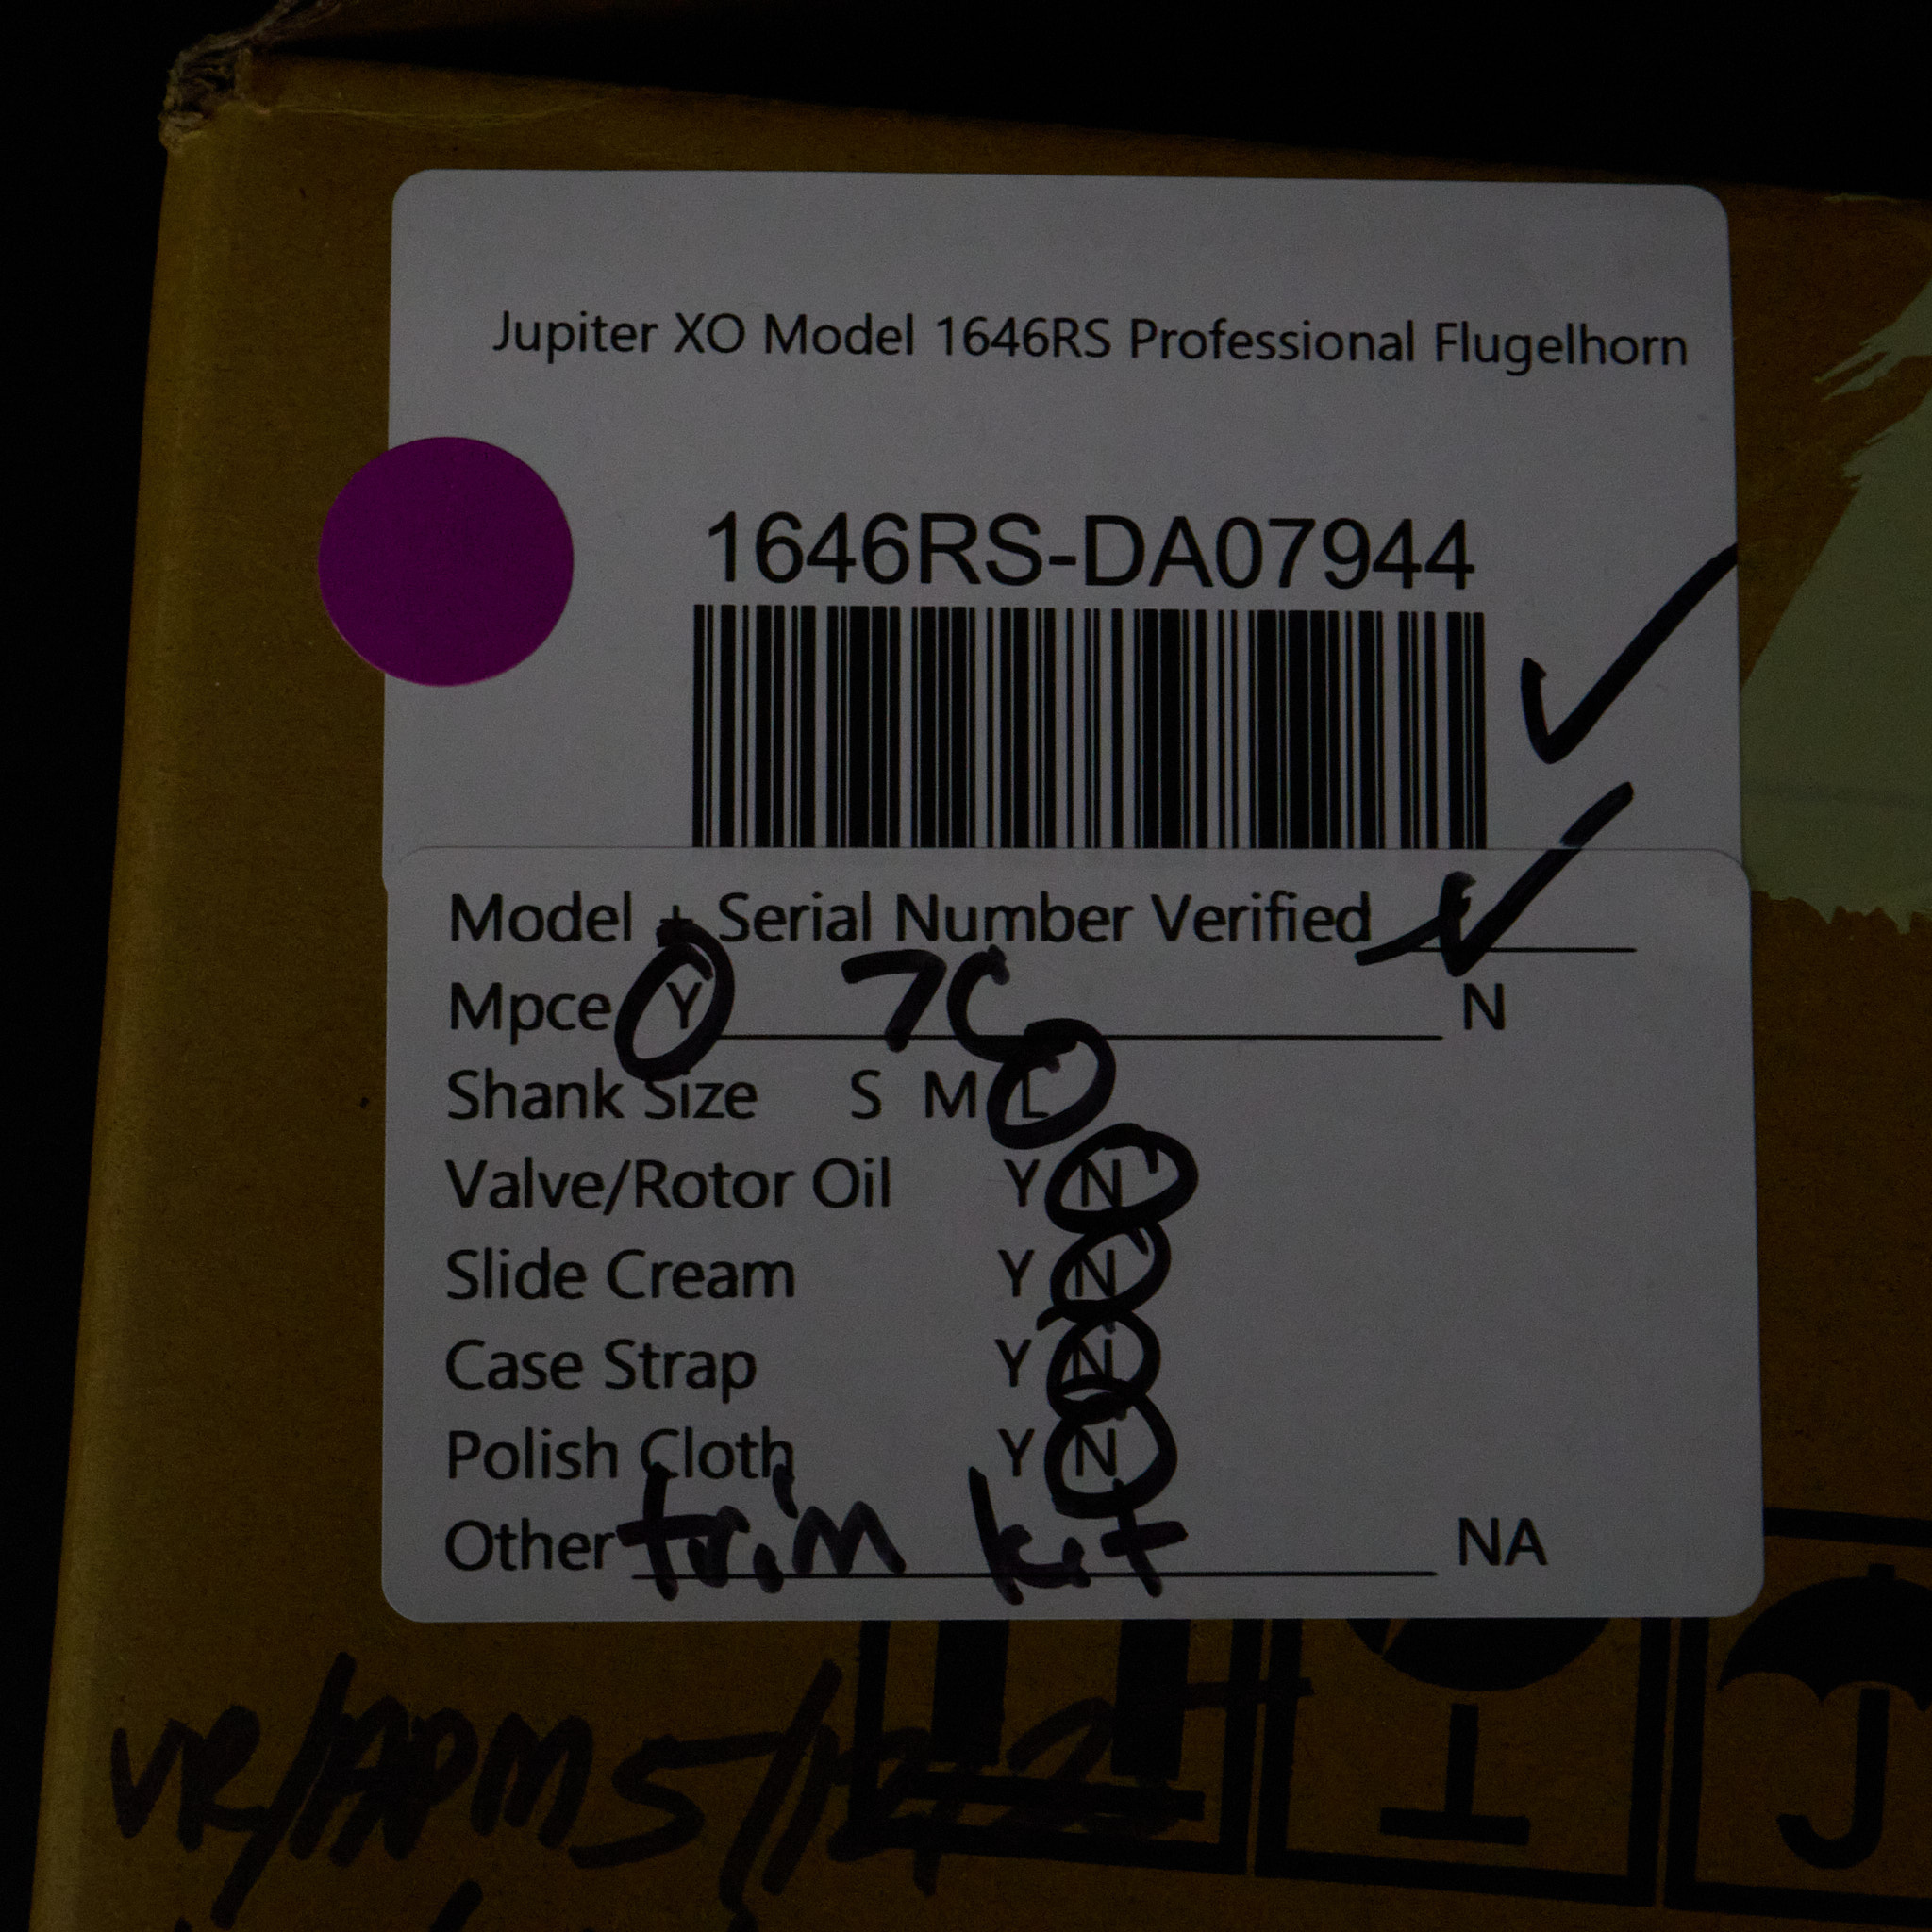 Jupiter XO Model 1646RS Professional Flugelhorn
1646RS-DA07944
Model + Serial Number Verified
Mpce Y 7C N
Shank Size S M L
Valve/Rotor Oil Y N
Slide Cream Y N
Case Strap Y N
Polish Cloth Y N
Other trim kit NA